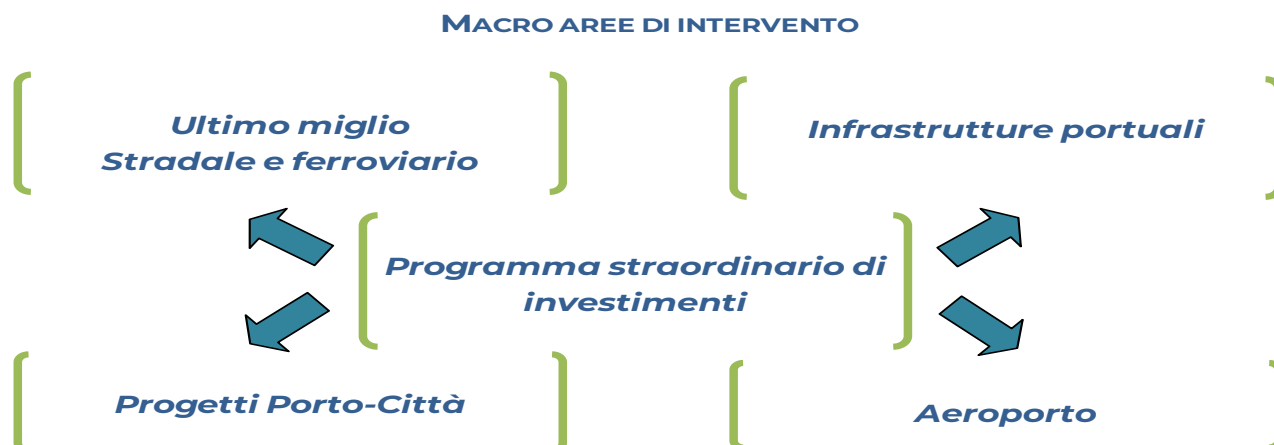 MACRO AREE DI INTERVENTO
Ultimo miglio
Stradale e ferroviario
Infrastrutture portuali
Programma straordinario di
investimenti
Progetti Porto-Città
Aeroporto